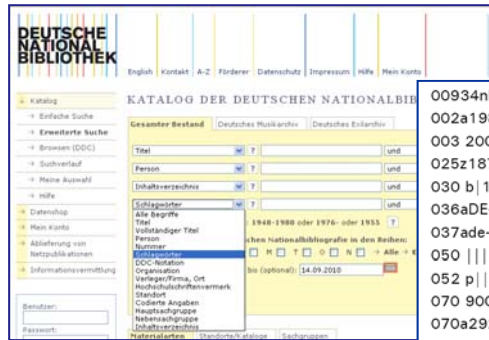 DEUTSCHE
NATIONAL
BIBLIOTHEK
English Kontakt A-Z Förderer Datenschutz Impressum Hilfe Mein Konto
Katalog
Einfache Suche
Erweiterte Suche
Browsen (DDC)
Suchverlauf
Meine Auswahl
Hilfe
Datenshop
Mein Konto
Ablieferung von
Netzpublikationen
Informationsvermittlung
Benutzer:
Passwort:
KATALOG DER DEUTSCHEN NATIONALBIB
Gesamter Bestand Deutsches Musikarchiv Deutsches Exilarchiv
Titel ? und
Person ? und
Inhaltsverzeichnis ? und
Schlagwörter ? und
Alle Begriffe
Titel
Vollständiger Titel
Person
Nummer
Schlagwörter
DDC-Notation
Organisation
Verleger/Firma, Ort
Hochschulschriftenvermerk
Standort
Codierte Angaben
Hauptsachgruppe
Nebensachgruppe
Inhaltsverzeichnis
: 1948-1980 oder 1976- oder 1955 ?
chen Nationalbibliografie in den Reihen:
M T O N Alle
bis (optional): 14.09.2010
Materialarten Standorte/Kataloge Sachgruppen
00934n
002a19
003 200
025z18
030 b|1
036aDE
037ade-
050 |||
052 p||
070 900
070a29